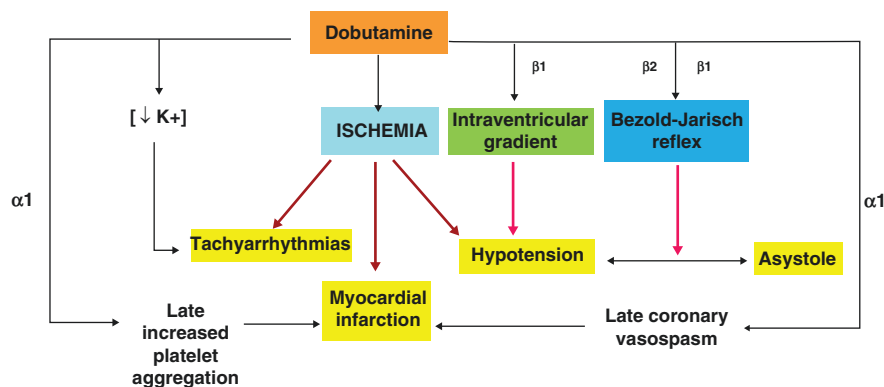 Dobutamine
β1
β2
β1
[ ↓ K+]
ISCHEMIA
Intraventricular
gradient
Bezold-Jarisch
reflex
α1
α1
Tachyarrhythmias
Hypotension
Asystole
Myocardial
infarction
Late
increased
platelet
aggregation
Late coronary
vasospasm